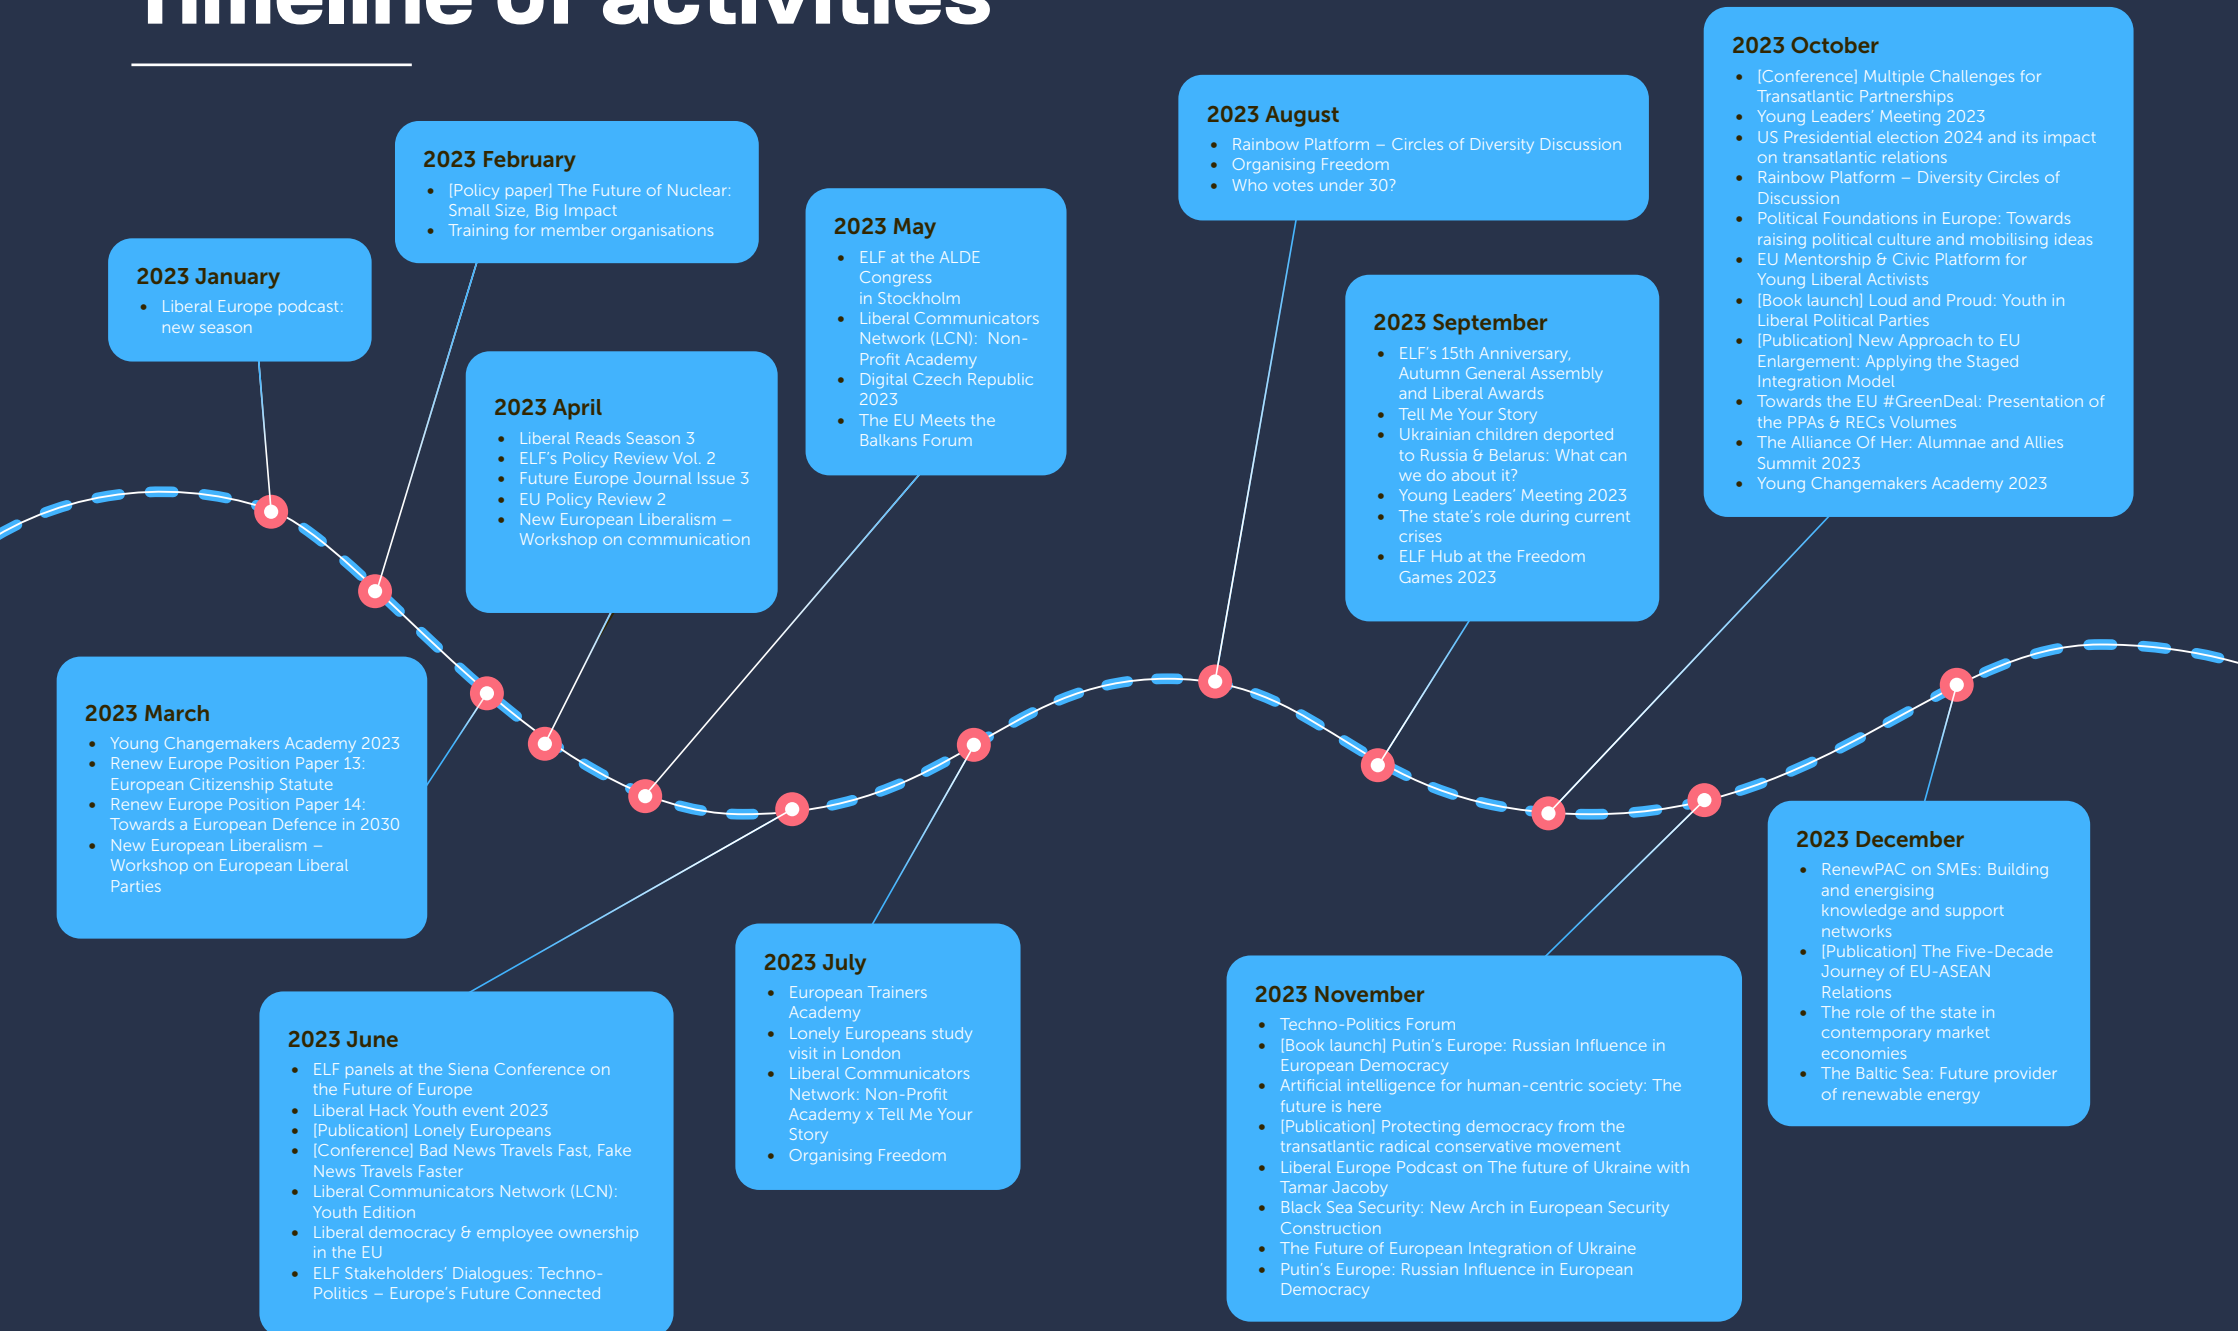 Timeline of activities
2023 January
• Liberal Europe podcast:
new season
2023 February
• [Policy paper] The Future of Nuclear:
Small Size, Big Impact
• Training for member organisations
2023 March
• Young Changemakers Academy 2023
• Renew Europe Position Paper 13:
European Citizenship Statute
• Renew Europe Position Paper 14:
Towards a European Defence in 2030
• New European Liberalism –
Workshop on European Liberal
Parties
2023 April
• Liberal Reads Season 3
• ELF's Policy Review Vol. 2
• Future Europe Journal Issue 3
• EU Policy Review 2
• New European Liberalism –
Workshop on communication
2023 May
• ELF at the ALDE
Congress
in Stockholm
• Liberal Communicators
Network (LCN): Non-
Profit Academy
• Digital Czech Republic
2023
• The EU Meets the
Balkans Forum
2023 June
• ELF panels at the Siena Conference on
the Future of Europe
• Liberal Hack Youth event 2023
• [Publication] Lonely Europeans
• [Conference] Bad News Travels Fast, Fake
News Travels Faster
• Liberal Communicators Network (LCN):
Youth Edition
• Liberal democracy & employee ownership
in the EU
• ELF Stakeholders' Dialogues: Techno-
Politics – Europe's Future Connected
2023 July
• European Trainers
Academy
• Lonely Europeans study
visit in London
• Liberal Communicators
Network: Non-Profit
Academy x Tell Me Your
Story
• Organising Freedom
2023 August
• Rainbow Platform – Circles of Diversity Discussion
• Organising Freedom
• Who votes under 30?
2023 September
• ELF's 15th Anniversary,
Autumn General Assembly
and Liberal Awards
• Tell Me Your Story
• Ukrainian children deported
to Russia & Belarus: What can
we do about it?
• Young Leaders' Meeting 2023
• The state's role during current
crises
• ELF Hub at the Freedom
Games 2023
2023 October
• [Conference] Multiple Challenges for
Transatlantic Partnerships
• Young Leaders' Meeting 2023
• US Presidential election 2024 and its impact
on transatlantic relations
• Rainbow Platform – Diversity Circles of
Discussion
• Political Foundations in Europe: Towards
raising political culture and mobilising ideas
• EU Mentorship & Civic Platform for
Young Liberal Activists
• [Book launch] Loud and Proud: Youth in
Liberal Political Parties
• [Publication] New Approach to EU
Enlargement: Applying the Staged
Integration Model
• Towards the EU #GreenDeal: Presentation of
the PPAs & RECs Volumes
• The Alliance Of Her: Alumnae and Allies
Summit 2023
• Young Changemakers Academy 2023
2023 November
• Techno-Politics Forum
• [Book launch] Putin's Europe: Russian Influence in
European Democracy
• Artificial intelligence for human-centric society: The
future is here
• [Publication] Protecting democracy from the
transatlantic radical conservative movement
• Liberal Europe Podcast on The future of Ukraine with
Tamar Jacoby
• Black Sea Security: New Arch in European Security
Construction
• The Future of European Integration of Ukraine
• Putin's Europe: Russian Influence in European
Democracy
2023 December
• RenewPAC on SMEs: Building
and energising
knowledge and support
networks
• [Publication] The Five-Decade
Journey of EU-ASEAN
Relations
• The role of the state in
contemporary market
economies
• The Baltic Sea: Future provider
of renewable energy